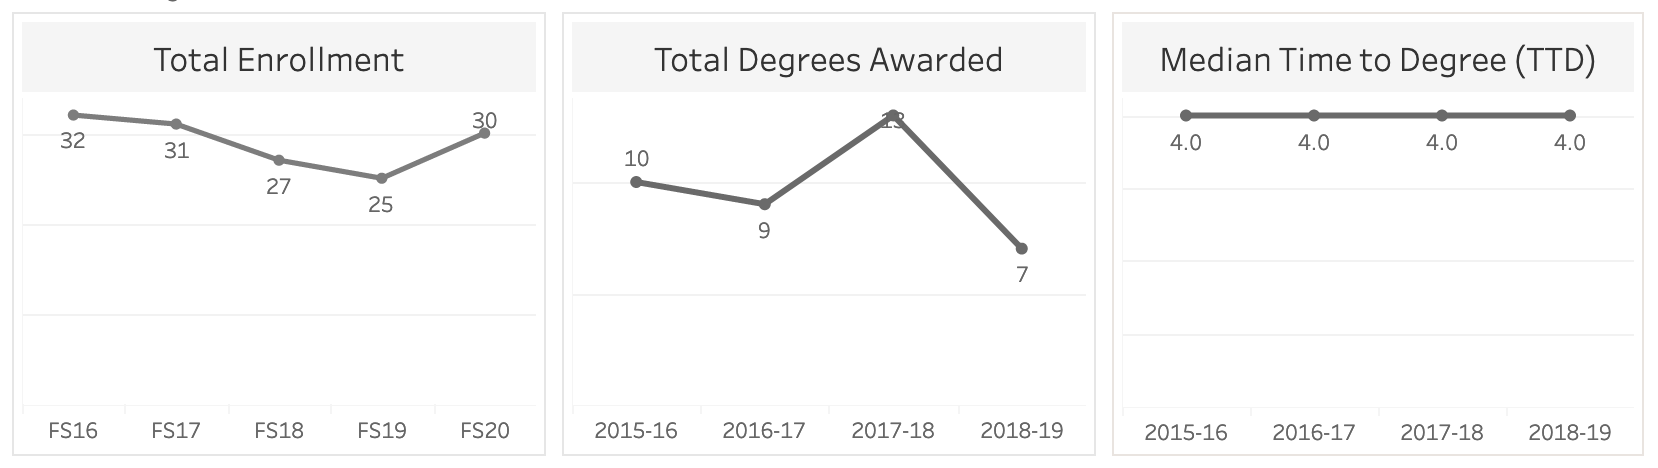 Total Enrollment
32
31
27
25
30
FS16 FS17 FS18 FS19 FS20
Total Degrees Awarded
10
9
13
7
2015-16 2016-17 2017-18 2018-19
Median Time to Degree (TTD)
4.0 4.0 4.0 4.0
2015-16 2016-17 2017-18 2018-19